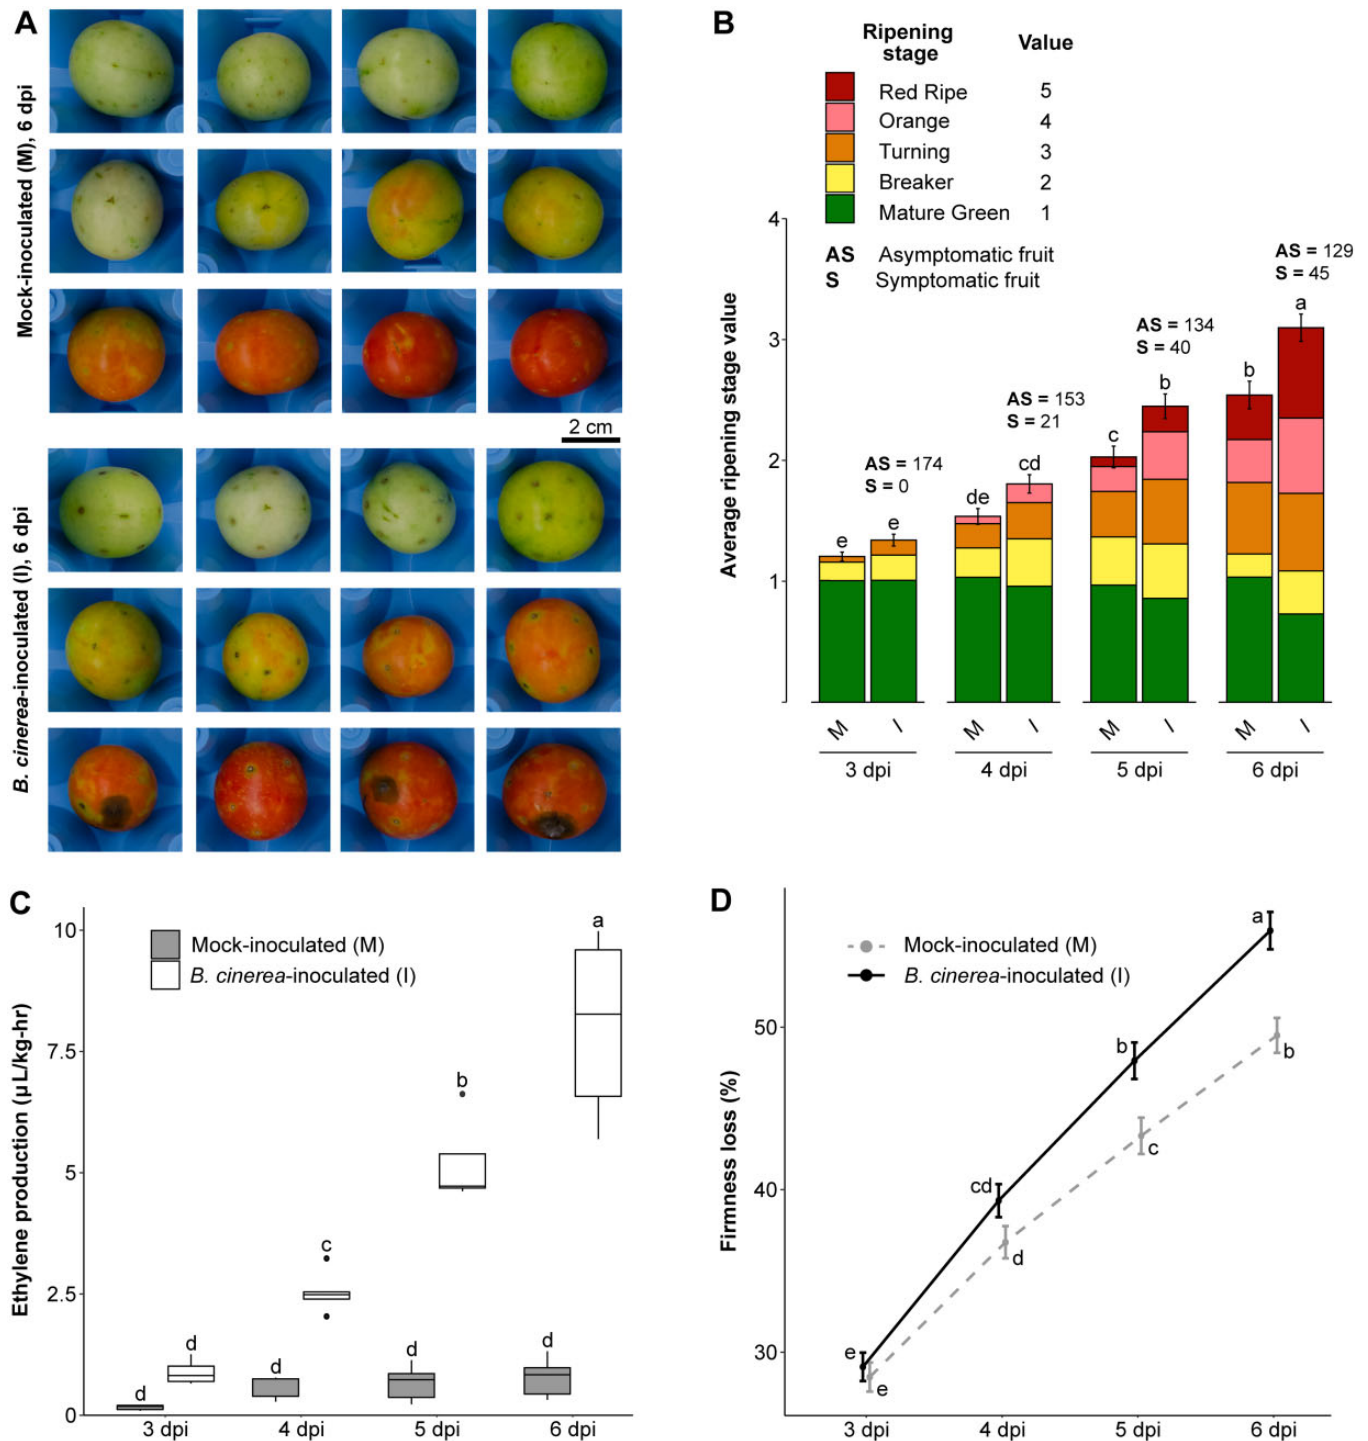 A
Mock-inoculated (M), 6 dpi
2 cm
B. cinerea-inoculated (I), 6 dpi
B
Ripening stage Value
Red Ripe 5
Orange 4
Turning 3
Breaker 2
Mature Green 1
AS Asymptomatic fruit
S Symptomatic fruit
Average ripening stage value
4
3
2
1
AS = 174
S = 0
AS = 153
S = 21
AS = 134
S = 40
AS = 129
S = 45
e e de cd c b b a
M I M I M I M I
3 dpi 4 dpi 5 dpi 6 dpi
C
Mock-inoculated (M)
B. cinerea-inoculated (I)
Ethylene production (µL/kg-hr)
10
7.5
5
2.5
0
d d d c d b d a
3 dpi 4 dpi 5 dpi 6 dpi
D
Mock-inoculated (M)
B. cinerea-inoculated (I)
Firmness loss (%)
50
40
30
e e cd d b c a b
3 dpi 4 dpi 5 dpi 6 dpi